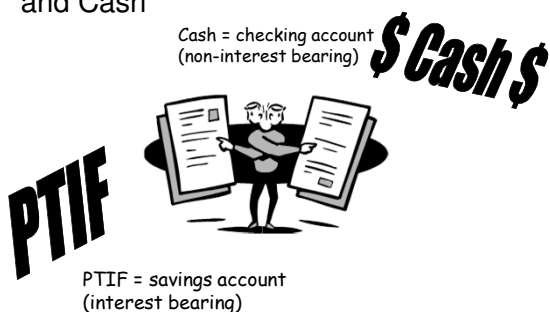 and Cash
Cash = checking account
(non-interest bearing)
$ Cash $
PTIF
PTIF = savings account
(interest bearing)